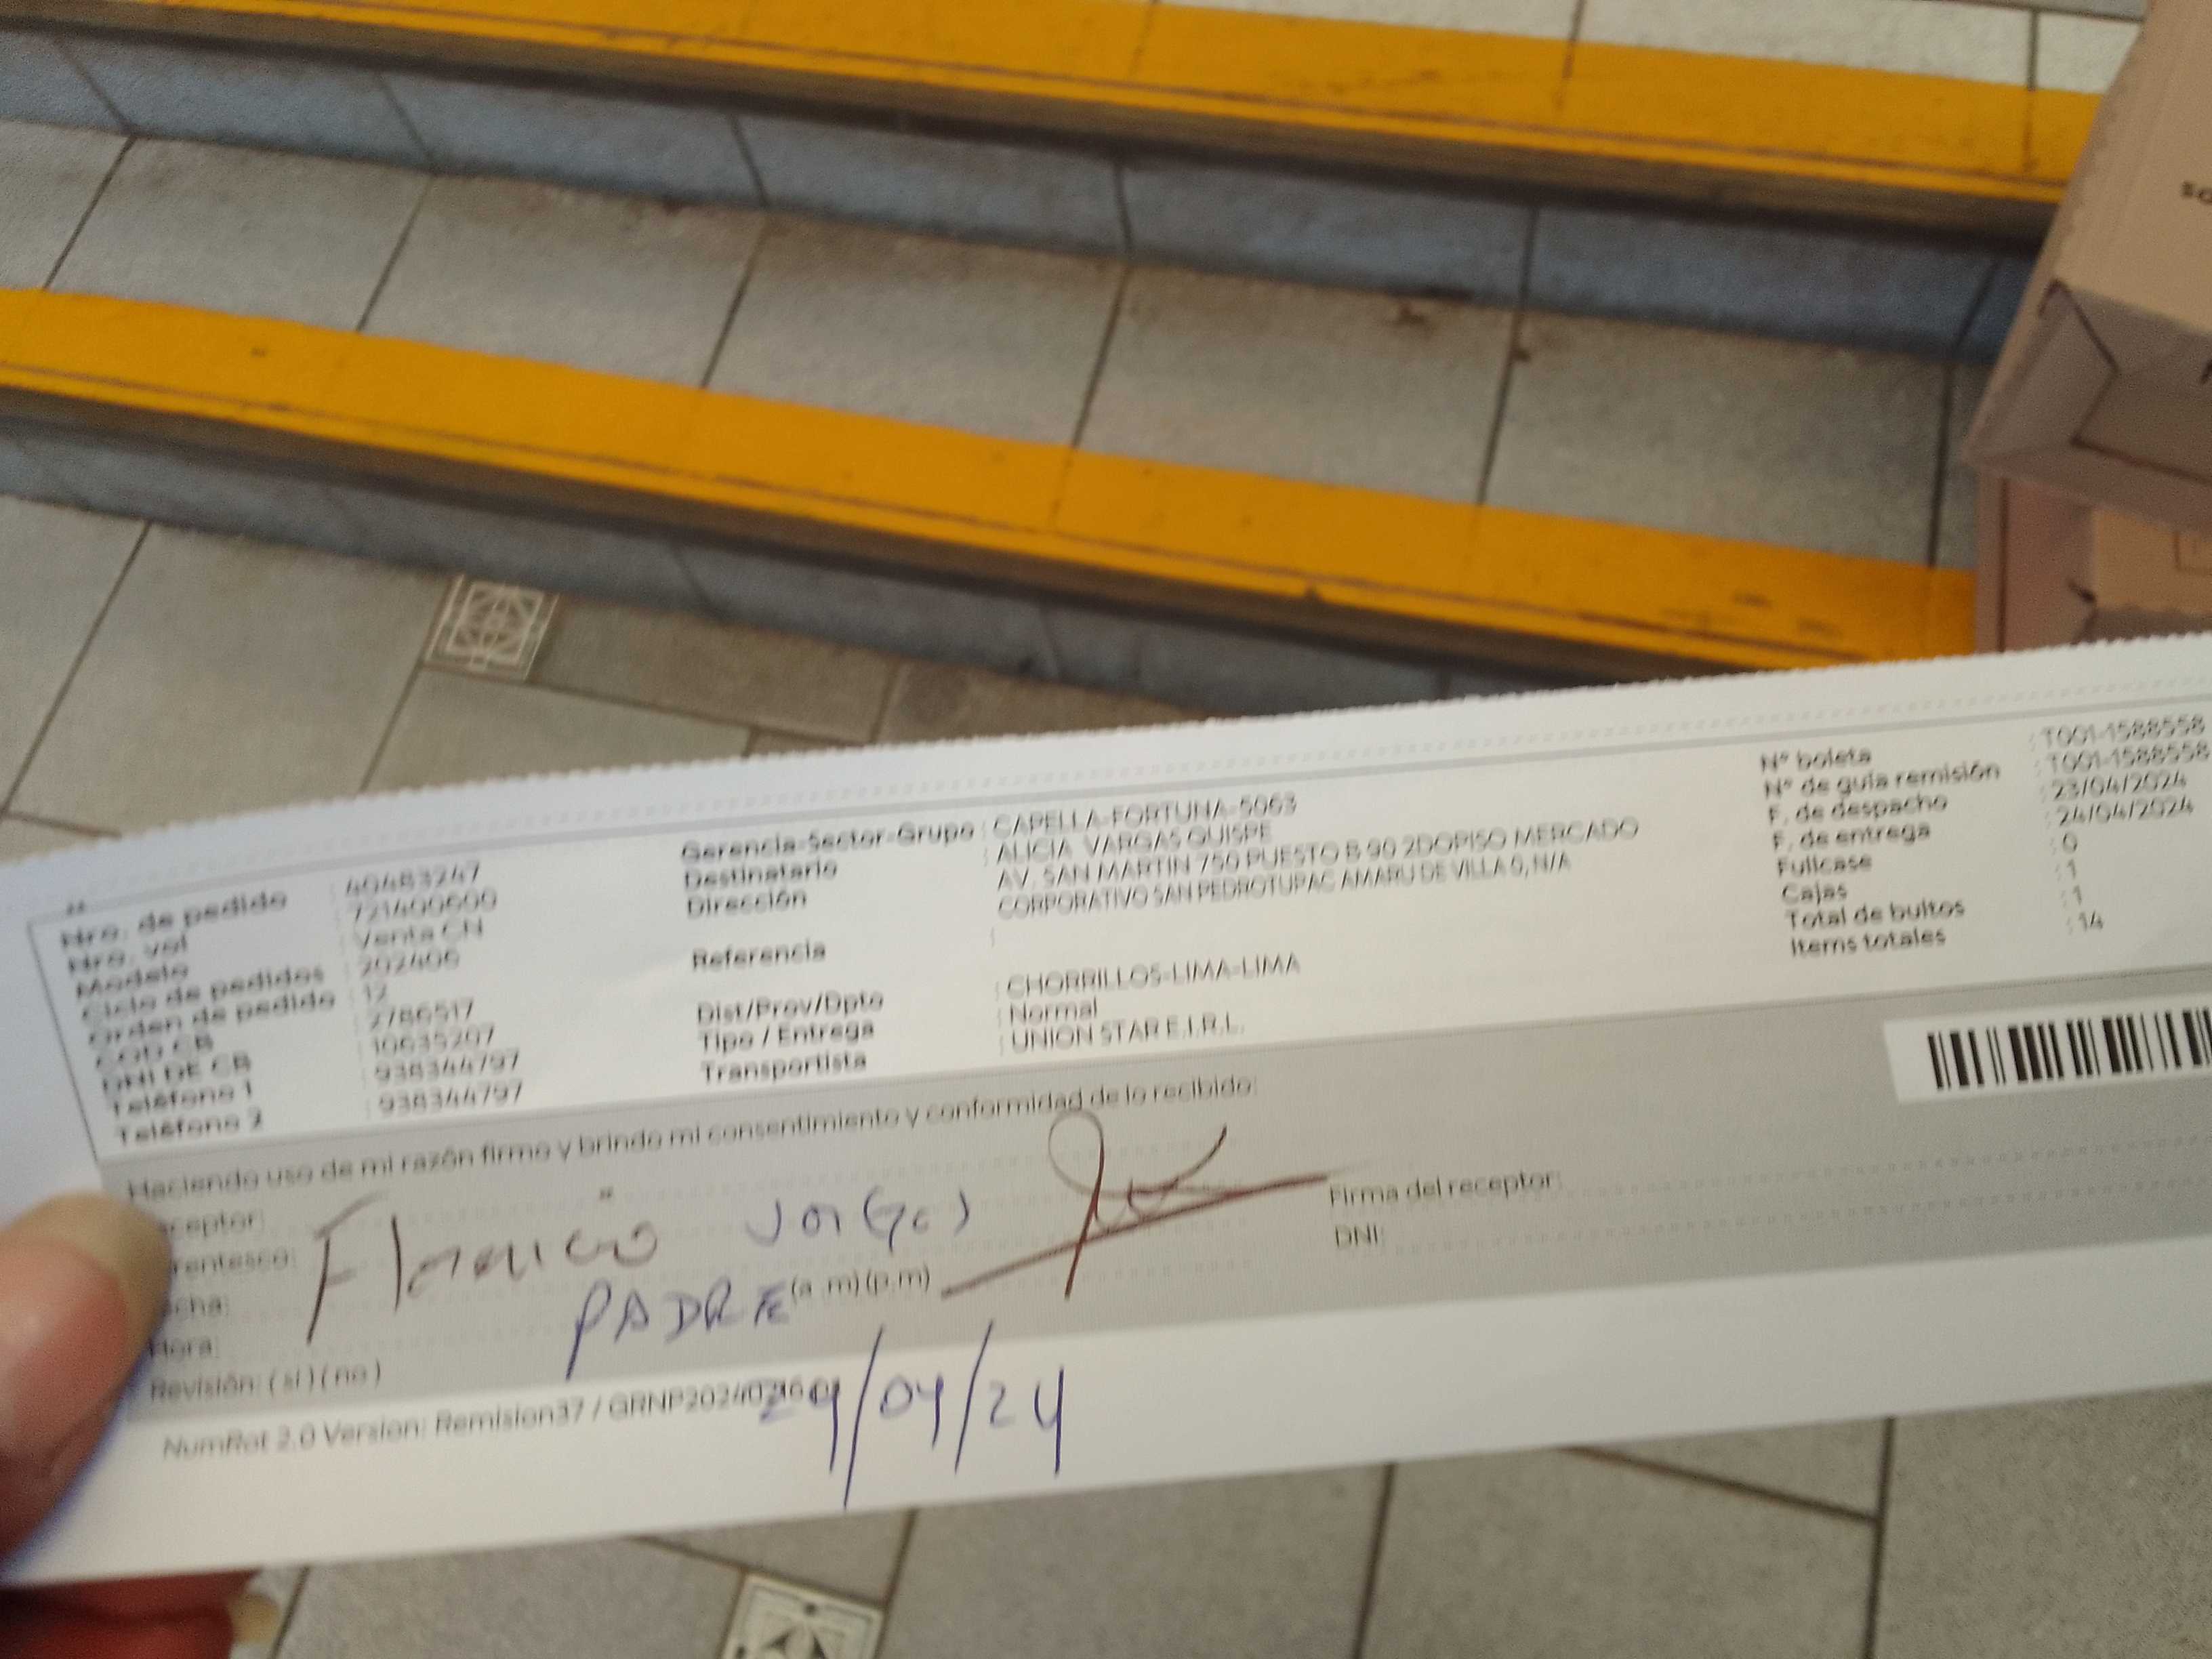 Nro. de pedido : 40483247
Nro. vol : 721400600
Modelo : Venta CN
Ciclo de pedidos : 202406
Orden de pedido : 12
COD CB : 2786517
DNI DE CB : 10635207
Teléfono 1 : 938344797
Teléfono 2 : 938344797
Gerencia-Sector-Grupo : CAPELLA-FORTUNA-5063
Destinatario : ALICIA VARGAS QUISPE
Dirección : AV. SAN MARTIN 750 PUESTO B 90 2DOPISO MERCADO
CORPORATIVO SAN PEDROTUPAC AMARU DE VILLA 0, N/A
Referencia :
Dist/Prov/Dpto : CHORRILLOS-LIMA-LIMA
Tipo / Entrega : Normal
Transportista : UNION STAR E.I.R.L.
N° boleta : T001-1588558
N° de guia remisión : T001-1588558
F. de despacho : 23/04/2024
F. de entrega : 24/04/2024
Fullcase : 0
Cajas : 1
Total de bultos : 1
Items totales : 14
Haciendo uso de mi razón firmo y brindo mi consentimiento y conformidad de lo recibido:
ceptor:
rentesco:
PADRE
cha:
Hora: (a.m) (p.m)
Revisión: ( si ) ( no )
24/04/24
Firma del receptor:
DNI:
NumRot 2.0 Version: Remision37 /